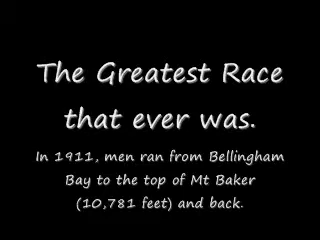 The Greatest Race
that ever was.
In 1911, men ran from Bellingham
Bay to the top of Mt Baker
(10,781 feet) and back.